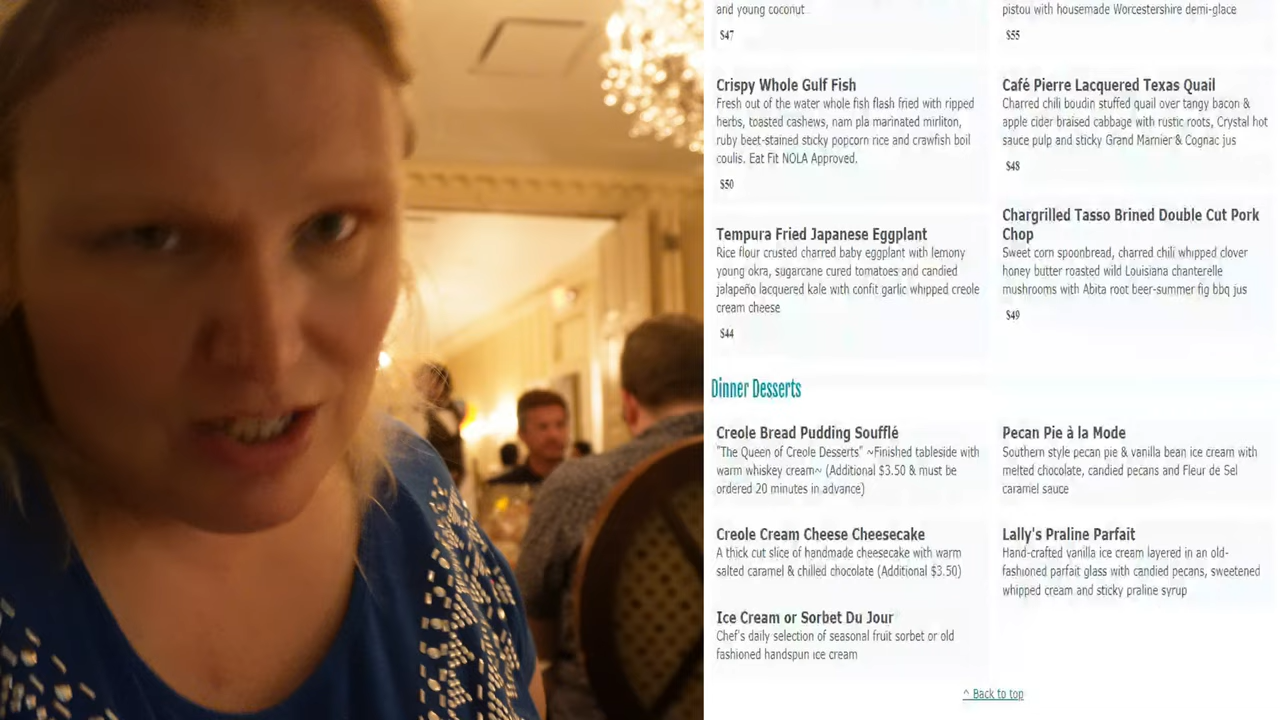 and young coconut
$47
Crispy Whole Gulf Fish
Fresh out of the water whole fish flash fried with ripped
herbs, toasted cashews, nam pla marinated mirliton,
ruby beet-stained sticky popcorn rice and crawfish boil
coulis. Eat Fit NOLA Approved.
$50
Tempura Fried Japanese Eggplant
Rice flour crusted charred baby eggplant with lemony
young okra, sugarcane cured tomatoes and candied
jalapeño lacquered kale with confit garlic whipped creole
cream cheese
$44
pistou with housemade Worcestershire demi-glace
$55
Café Pierre Lacquered Texas Quail
Charred chili boudin stuffed quail over tangy bacon &
apple cider braised cabbage with rustic roots, Crystal hot
sauce pulp and sticky Grand Marnier & Cognac jus
$48
Chargrilled Tasso Brined Double Cut Pork
Chop
Sweet corn spoonbread, charred chili whipped clover
honey butter roasted wild Louisiana chanterelle
mushrooms with Abita root beer-summer fig bbq jus
$49
Dinner Desserts
Creole Bread Pudding Soufflé
"The Queen of Creole Desserts" ~Finished tableside with
warm whiskey cream~ (Additional $3.50 & must be
ordered 20 minutes in advance)
Creole Cream Cheese Cheesecake
A thick cut slice of handmade cheesecake with warm
salted caramel & chilled chocolate (Additional $3.50)
Ice Cream or Sorbet Du Jour
Chef's daily selection of seasonal fruit sorbet or old
fashioned handspun ice cream
Pecan Pie à la Mode
Southern style pecan pie & vanilla bean ice cream with
melted chocolate, candied pecans and Fleur de Sel
caramel sauce
Lally's Praline Parfait
Hand-crafted vanilla ice cream layered in an old-
fashioned parfait glass with candied pecans, sweetened
whipped cream and sticky praline syrup
^ Back to top